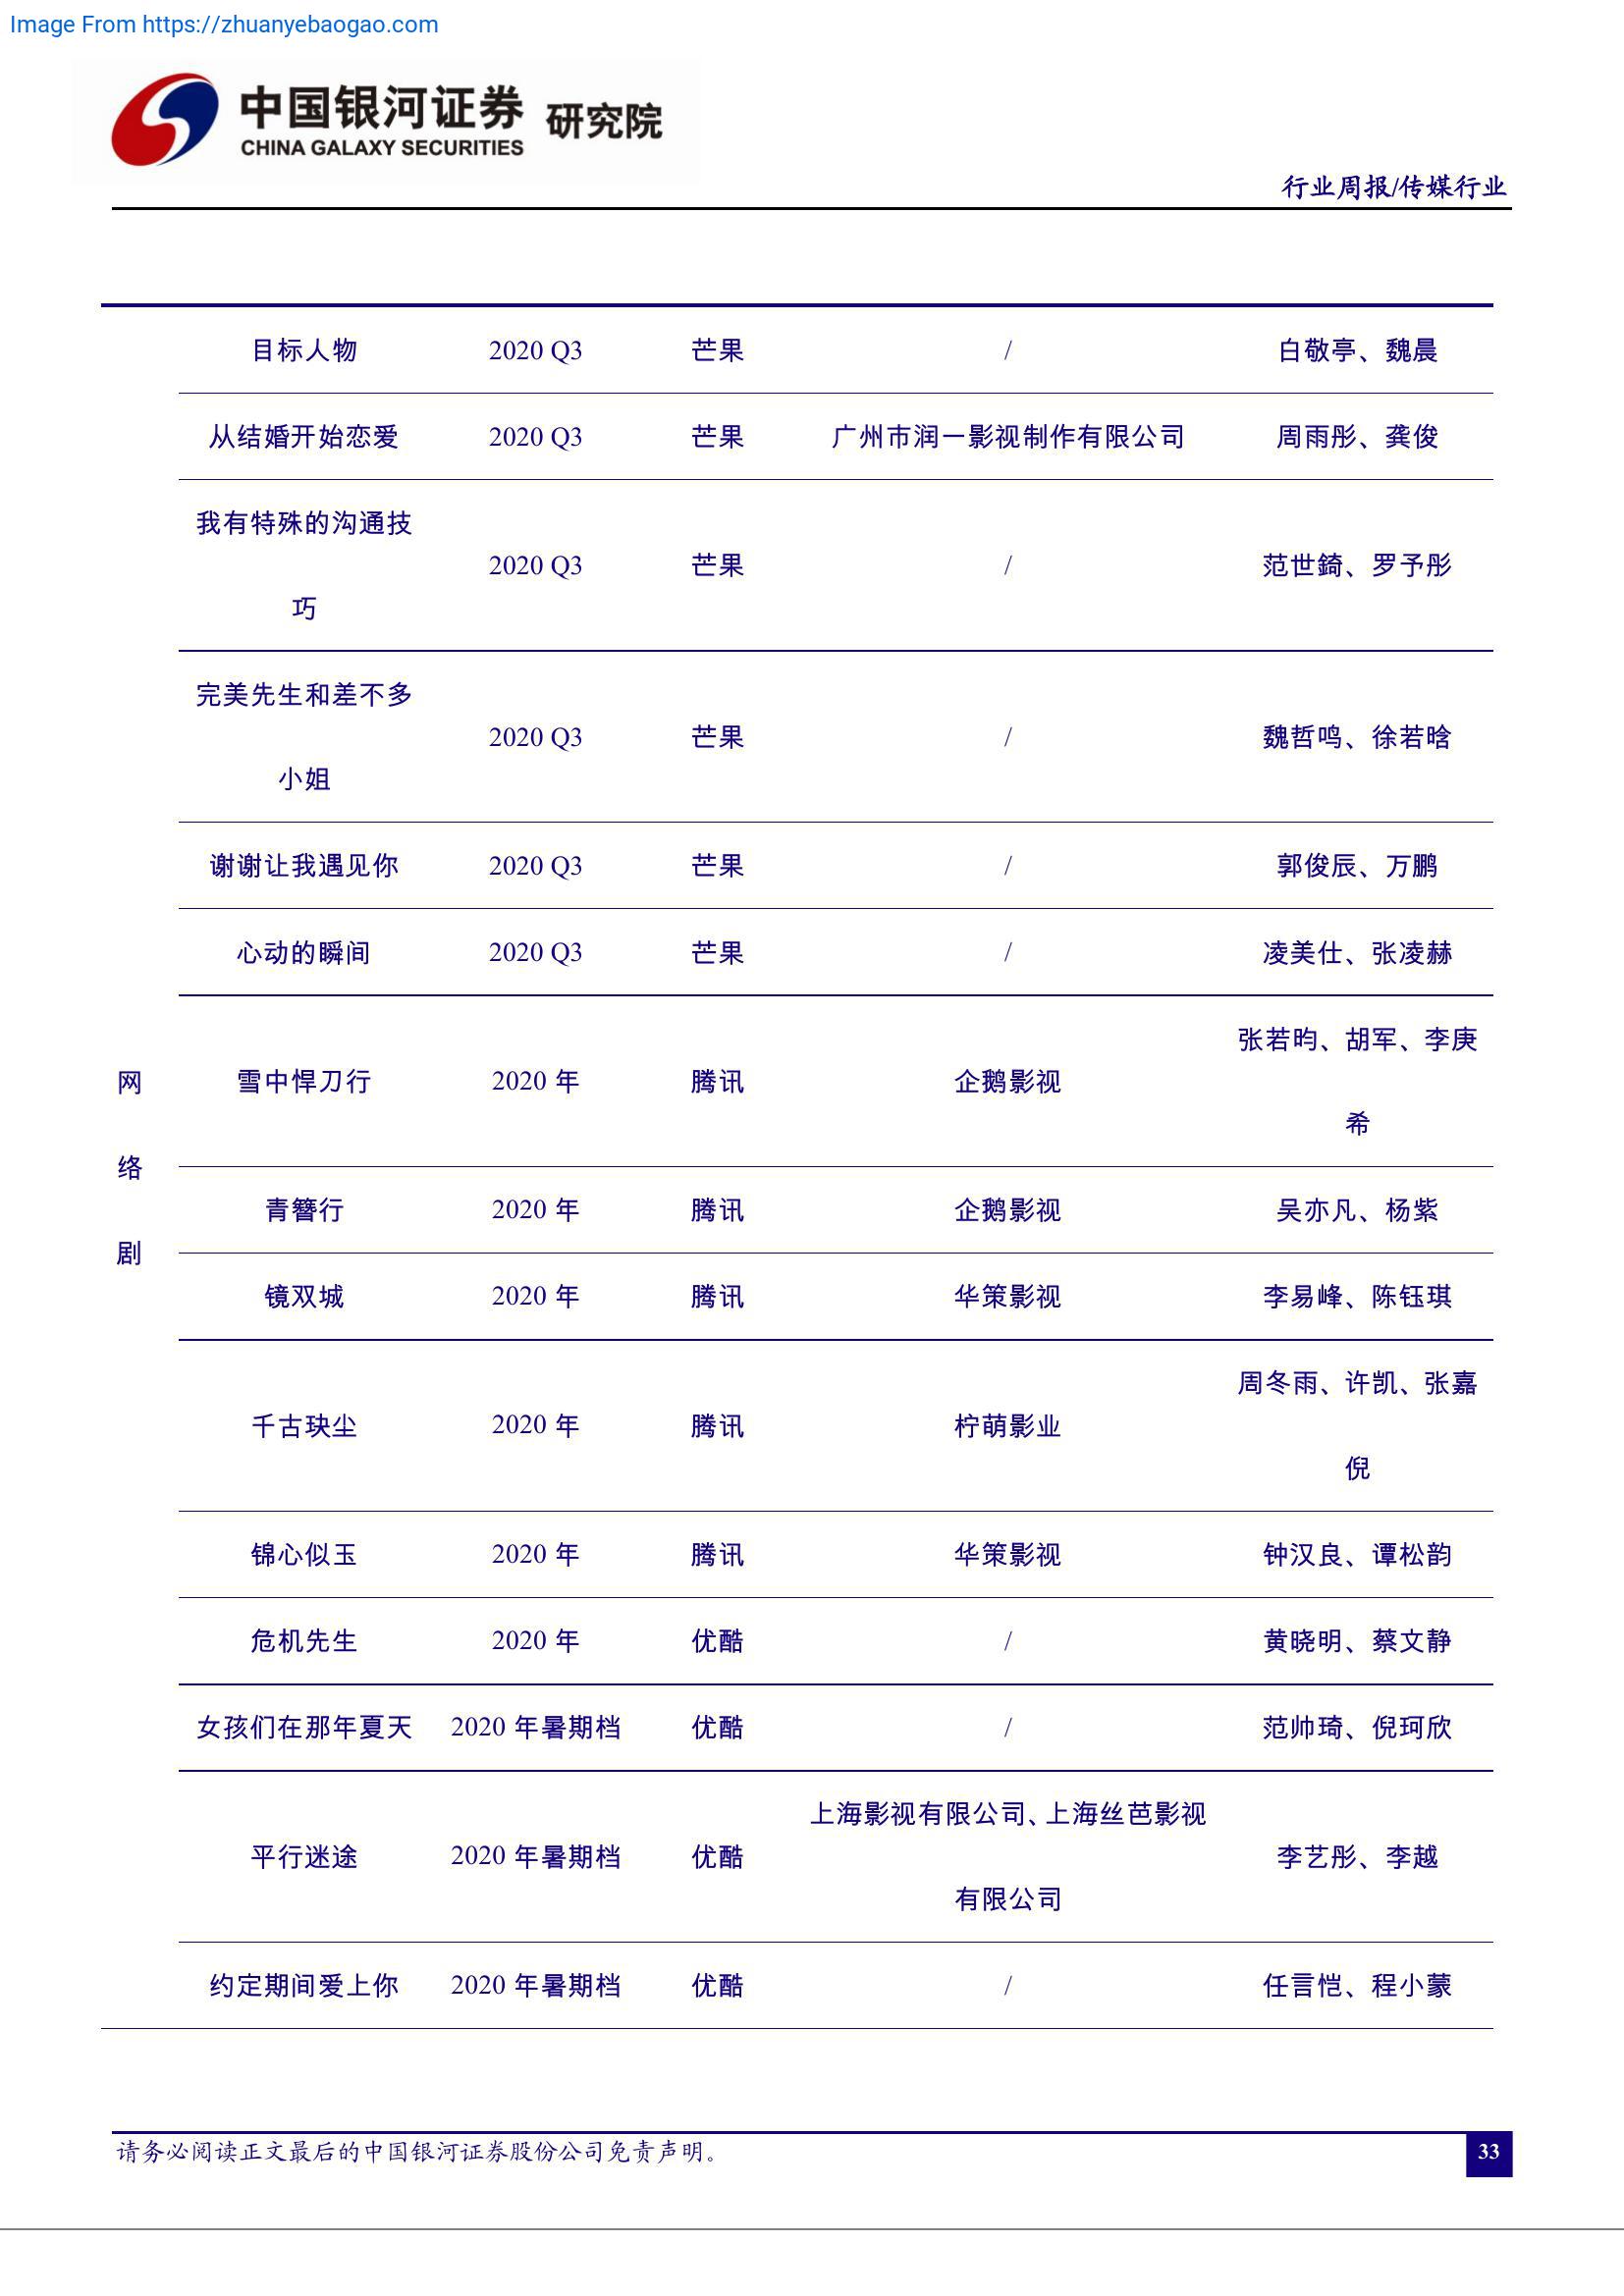 Image From https://zhuanyebaogao.com
中国银河证券 研究院
CHINA GALAXY SECURITIES
行业周报/传媒行业
目标人物 2020 Q3 芒果 / 白敬亭、魏晨
从结婚开始恋爱 2020 Q3 芒果 广州市润一影视制作有限公司 周雨彤、龚俊
我有特殊的沟通技
巧 2020 Q3 芒果 / 范世錡、罗予彤
完美先生和差不多
小姐 2020 Q3 芒果 / 魏哲鸣、徐若晗
谢谢让我遇见你 2020 Q3 芒果 / 郭俊辰、万鹏
心动的瞬间 2020 Q3 芒果 / 凌美仕、张凌赫
网
络
剧
雪中悍刀行 2020 年 腾讯 企鹅影视 张若昀、胡军、李庚
希
青簪行 2020 年 腾讯 企鹅影视 吴亦凡、杨紫
镜双城 2020 年 腾讯 华策影视 李易峰、陈钰琪
千古玦尘 2020 年 腾讯 柠萌影业 周冬雨、许凯、张嘉
倪
锦心似玉 2020 年 腾讯 华策影视 钟汉良、谭松韵
危机先生 2020 年 优酷 / 黄晓明、蔡文静
女孩们在那年夏天 2020 年暑期档 优酷 / 范帅琦、倪珂欣
平行迷途 2020 年暑期档 优酷 上海影视有限公司、上海丝芭影视
有限公司 李艺彤、李越
约定期间爱上你 2020 年暑期档 优酷 / 任言恺、程小蒙
请务必阅读正文最后的中国银河证券股份公司免责声明。
33